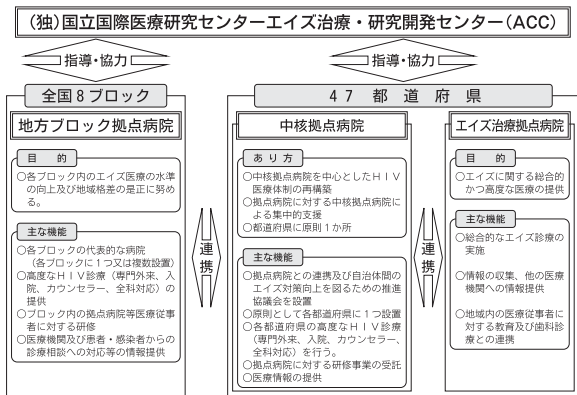 (独)国立国際医療研究センターエイズ治療・研究開発センター(ACC)
指導・協力
指導・協力
全国8ブロック
地方ブロック拠点病院
目　的
○各ブロック内のエイズ医療の水準
の向上及び地域格差の是正に努め
る。
主な機能
○各ブロックの代表的な病院
(各ブロックに1つ又は複数設置)
○高度なHIV診療(専門外来、入
院、カウンセラー、全科対応)の
提供
○ブロック内の拠点病院等医療従事
者に対する研修
○医療機関及び患者・感染者からの
診療相談への対応等の情報提供
連携
47都道府県
中核拠点病院
あり方
○中核拠点病院を中心としたHIV
医療体制の再構築
○拠点病院に対する中核拠点病院に
よる集中的支援
○都道府県に原則1か所
主な機能
○拠点病院との連携及び自治体間の
エイズ対策向上を図るための推進
協議会を設置
○原則として各都道府県に1つ設置
○各都道府県の高度なHIV診療
(専門外来、入院、カウンセラー、
全科対応)を行う。
○拠点病院に対する研修事業の受託
○医療情報の提供
連携
エイズ治療拠点病院
目　的
○エイズに関する総合的
かつ高度な医療の提供
主な機能
○総合的なエイズ診療の
実施
○情報の収集、他の医療
機関への情報提供
○地域内の医療従事者に
対する教育及び歯科診
療との連携